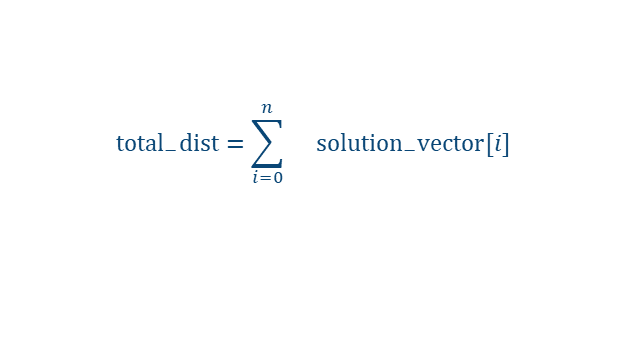 total_dist = ∑_{i=0}^{n} solution_vector[i]